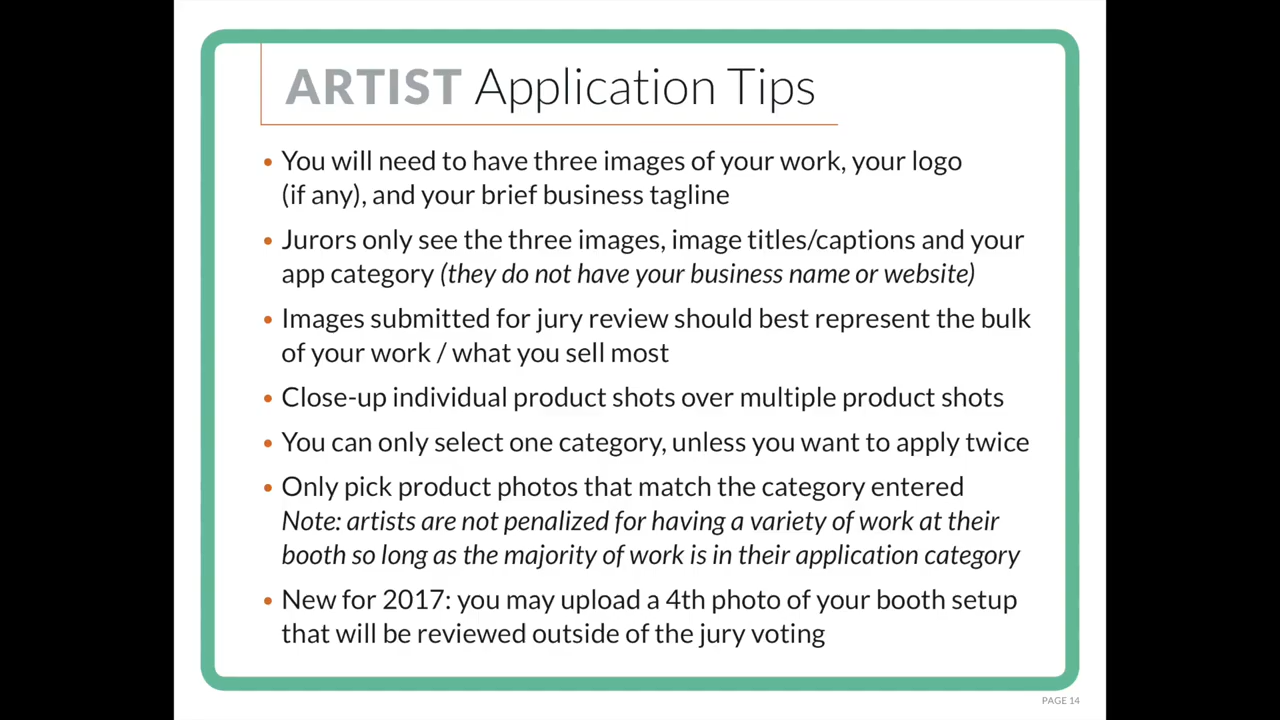 ARTIST Application Tips
• You will need to have three images of your work, your logo
(if any), and your brief business tagline
• Jurors only see the three images, image titles/captions and your
app category (they do not have your business name or website)
• Images submitted for jury review should best represent the bulk
of your work / what you sell most
• Close-up individual product shots over multiple product shots
• You can only select one category, unless you want to apply twice
• Only pick product photos that match the category entered
Note: artists are not penalized for having a variety of work at their
booth so long as the majority of work is in their application category
• New for 2017: you may upload a 4th photo of your booth setup
that will be reviewed outside of the jury voting
PAGE 14